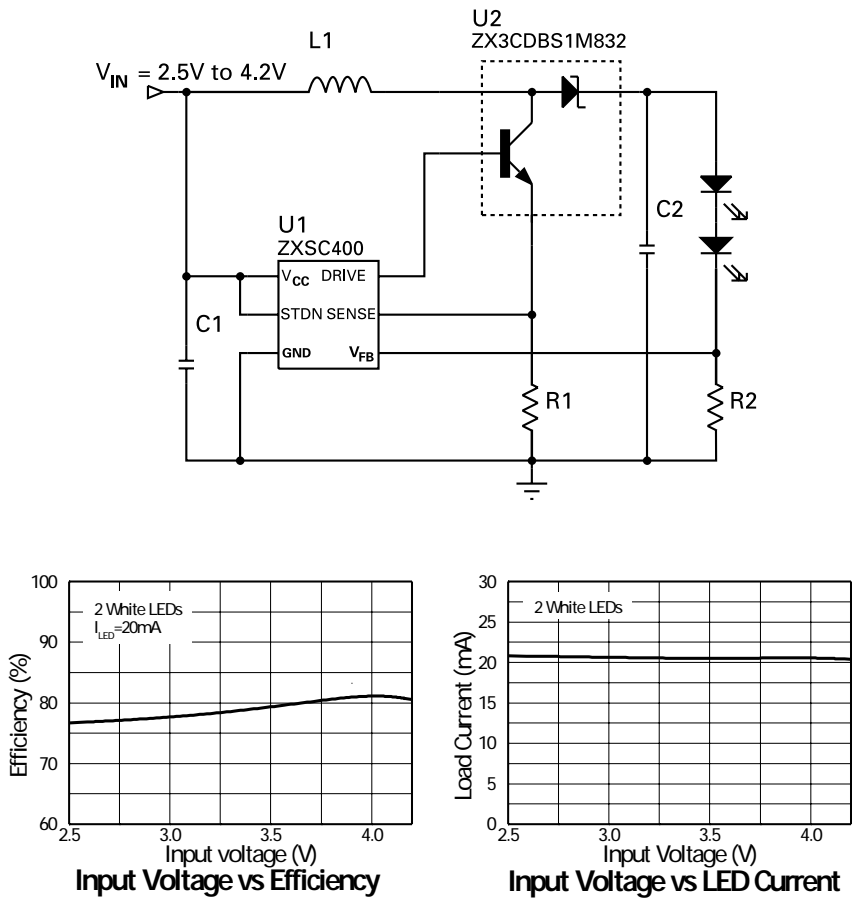 U2
ZX3CDBS1M832
L1
VIN = 2.5V to 4.2V
C2
U1
ZXSC400
VCC DRIVE
STDN SENSE
GND VFB
C1
R1
R2
100
90
80
70
60
Efficiency (%)
2 White LEDs
ILED=20mA
2.5 3.0 3.5 4.0
Input voltage (V)
Input Voltage vs Efficiency
30
25
20
15
10
5
0
Load Current (mA)
2 White LEDs
2.5 3.0 3.5 4.0
Input Voltage (V)
Input Voltage vs LED Current